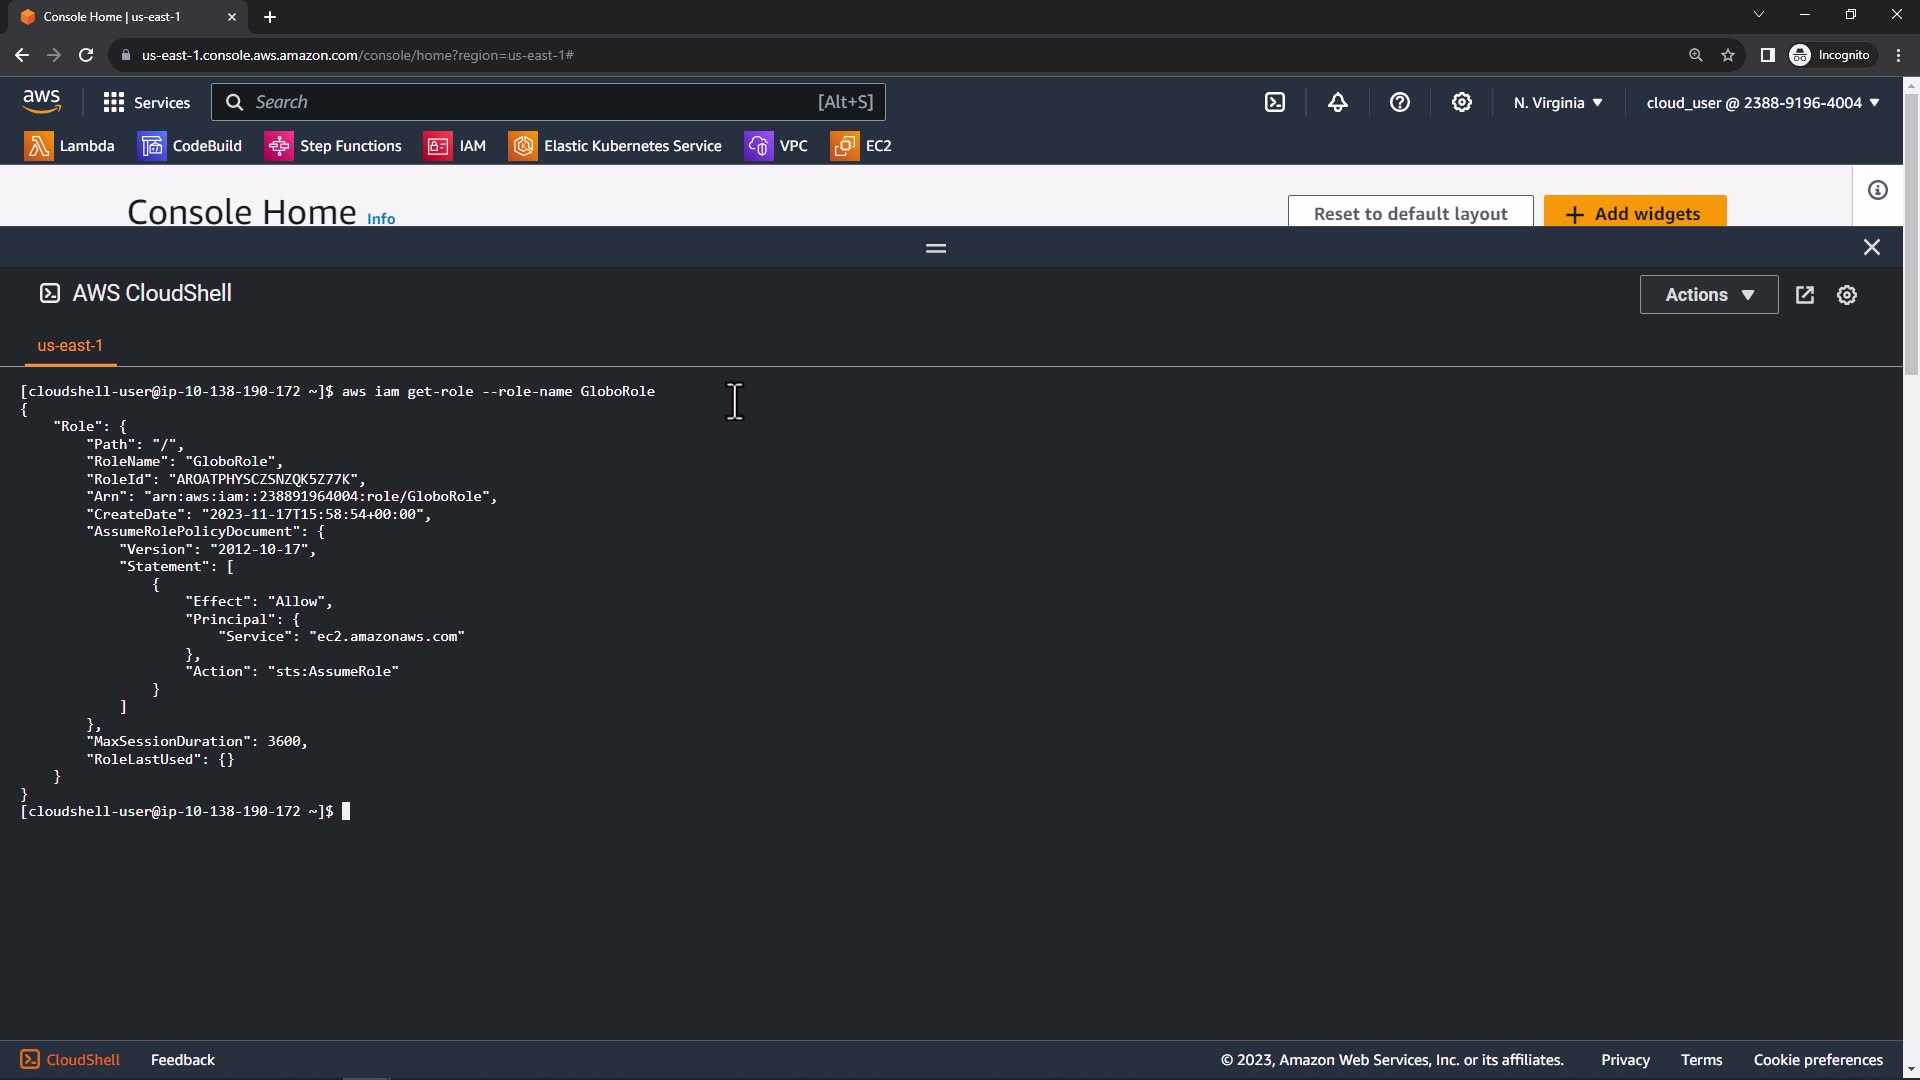 Console Home | us-east-1
us-east-1.console.aws.amazon.com/console/home?region=us-east-1#
Incognito
aws
Services
Search
[Alt+S]
N. Virginia
cloud_user @ 2388-9196-4004
Lambda
CodeBuild
Step Functions
IAM
Elastic Kubernetes Service
VPC
EC2
Console Home Info
Reset to default layout
+ Add widgets
AWS CloudShell
Actions
us-east-1
[cloudshell-user@ip-10-138-190-172 ~]$ aws iam get-role --role-name GloboRole
{
    "Role": {
        "Path": "/",
        "RoleName": "GloboRole",
        "RoleId": "AROATPHYSCZSNZQK5Z77K",
        "Arn": "arn:aws:iam::238891964004:role/GloboRole",
        "CreateDate": "2023-11-17T15:58:54+00:00",
        "AssumeRolePolicyDocument": {
            "Version": "2012-10-17",
            "Statement": [
                {
                    "Effect": "Allow",
                    "Principal": {
                        "Service": "ec2.amazonaws.com"
                    },
                    "Action": "sts:AssumeRole"
                }
            ]
        },
        "MaxSessionDuration": 3600,
        "RoleLastUsed": {}
    }
}
[cloudshell-user@ip-10-138-190-172 ~]$
CloudShell
Feedback
© 2023, Amazon Web Services, Inc. or its affiliates.
Privacy
Terms
Cookie preferences